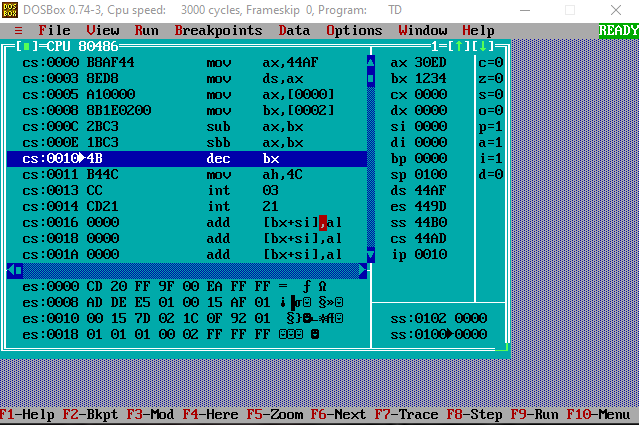 DOSBox 0.74-3, Cpu speed: 3000 cycles, Frameskip 0, Program: TD
≡ File View Run Breakpoints Data Options Window Help READY
[■]=CPU 80486 1=[↑][↓]
cs:0000 B8AF44 mov ax,44AF ax 30ED c=0
cs:0003 8ED8 mov ds,ax bx 1234 z=0
cs:0005 A10000 mov ax,[0000] cx 0000 s=0
cs:0008 8B1E0200 mov bx,[0002] dx 0000 o=0
cs:000C 2BC3 sub ax,bx si 0000 p=1
cs:000E 1BC3 sbb ax,bx di 0000 a=1
cs:0010►4B dec bx bp 0000 i=1
cs:0011 B44C mov ah,4C sp 0100 d=0
cs:0013 CC int 03 ds 44AF
cs:0014 CD21 int 21 es 449D
cs:0016 0000 add [bx+si],al ss 44B0
cs:0018 0000 add [bx+si],al cs 44AD
cs:001A 0000 add [bx+si],al ip 0010
es:0000 CD 20 FF 9F 00 EA FF FF = ƒ Ω
es:0008 AD DE E5 01 00 15 AF 01
es:0010 00 15 7D 02 1C 0F 92 01 ss:0102 0000
es:0018 01 01 01 00 02 FF FF FF ss:0100►0000
F1-Help F2-Bkpt F3-Mod F4-Here F5-Zoom F6-Next F7-Trace F8-Step F9-Run F10-Menu